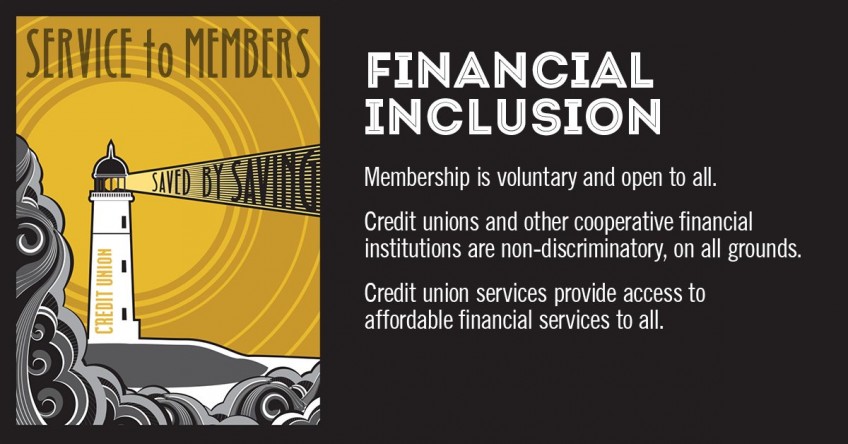 SERVICE to MEMBERS
SAVED BY SAVING
CREDIT UNION
FINANCIAL
INCLUSION
Membership is voluntary and open to all.
Credit unions and other cooperative financial
institutions are non-discriminatory, on all grounds.
Credit union services provide access to
affordable financial services to all.